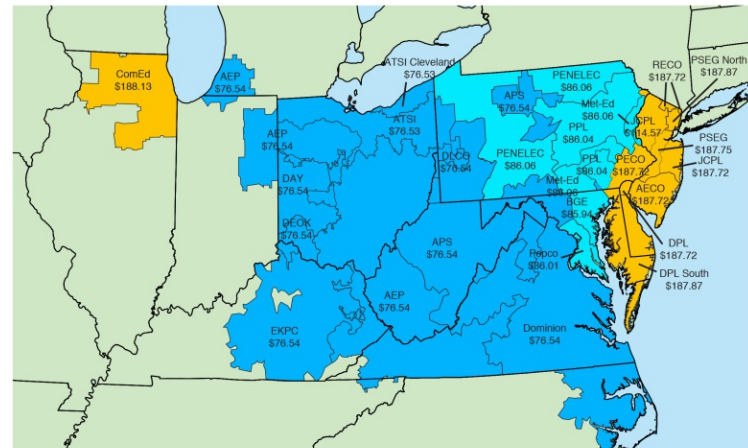 ComEd
$188.13
AEP
$76.54
ATSI Cleveland
$76.53
ATSI
$76.53
AEP
$76.54
DAY
$76.54
DEOK
$76.54
DLCO
$76.54
APS
$76.54
PENELEC
$86.06
Met-Ed
$86.06
PPL
$86.04
PENELEC
$86.06
PPL
$86.04
Met-Ed
$86.06
BGE
$85.94
Pepco
$86.01
RECO
$187.72
PSEG North
$187.87
JCPL
PSEG
$187.75
JCPL
$187.72
PECO
$187.72
AECO
$187.72
DPL
$187.72
DPL South
$187.87
APS
$76.54
AEP
$76.54
EKPC
$76.54
Dominion
$76.54